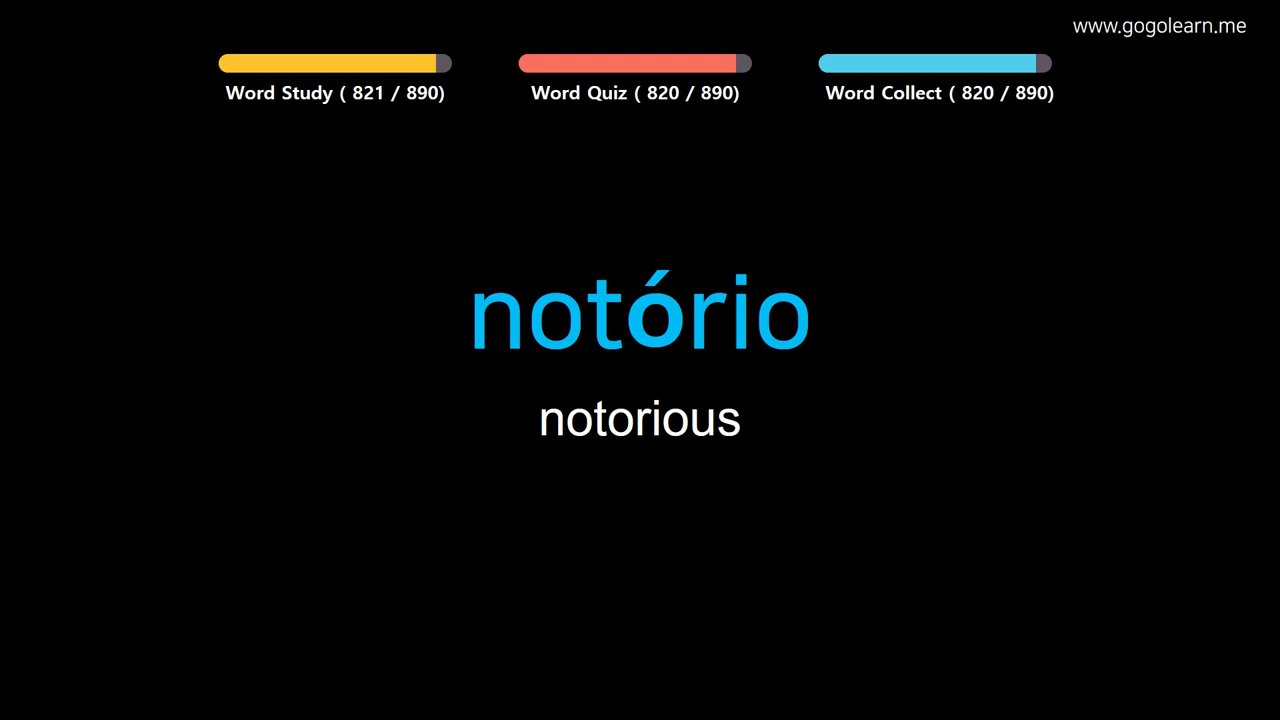 www.gogolearn.me
Word Study ( 821 / 890)
Word Quiz ( 820 / 890)
Word Collect ( 820 / 890)
notório
notorious